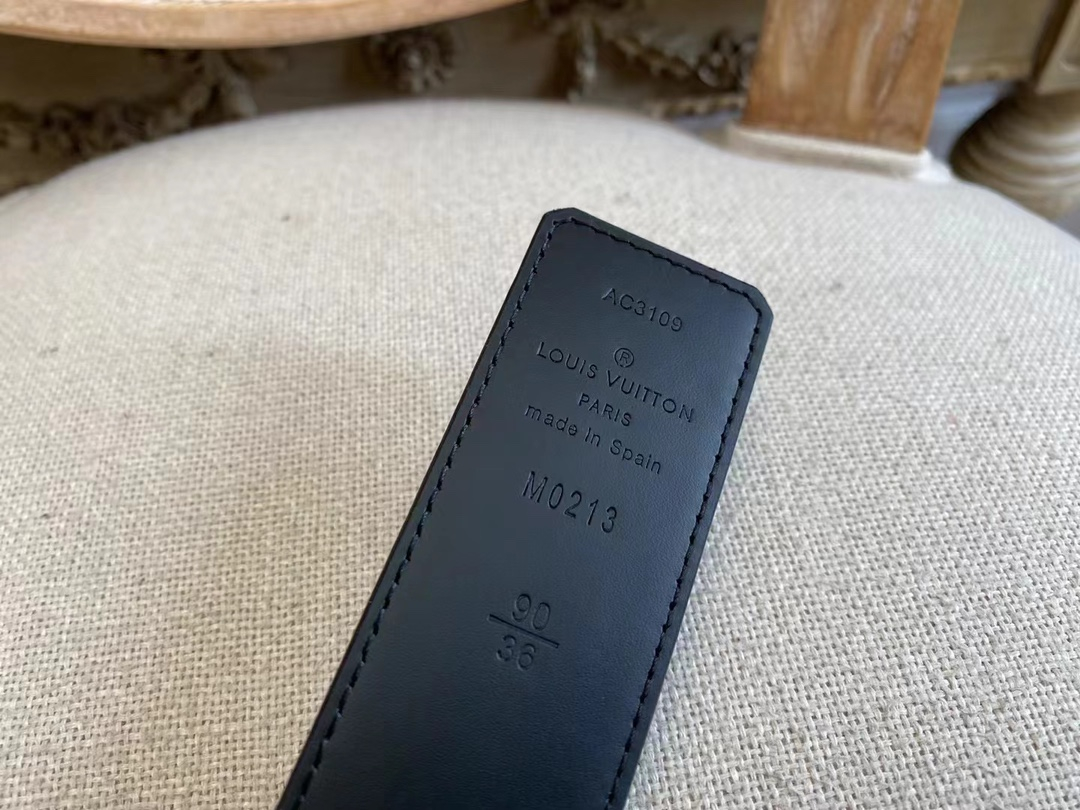 AC3109
®
LOUIS VUITTON
PARIS
made in Spain
M0213
90
36